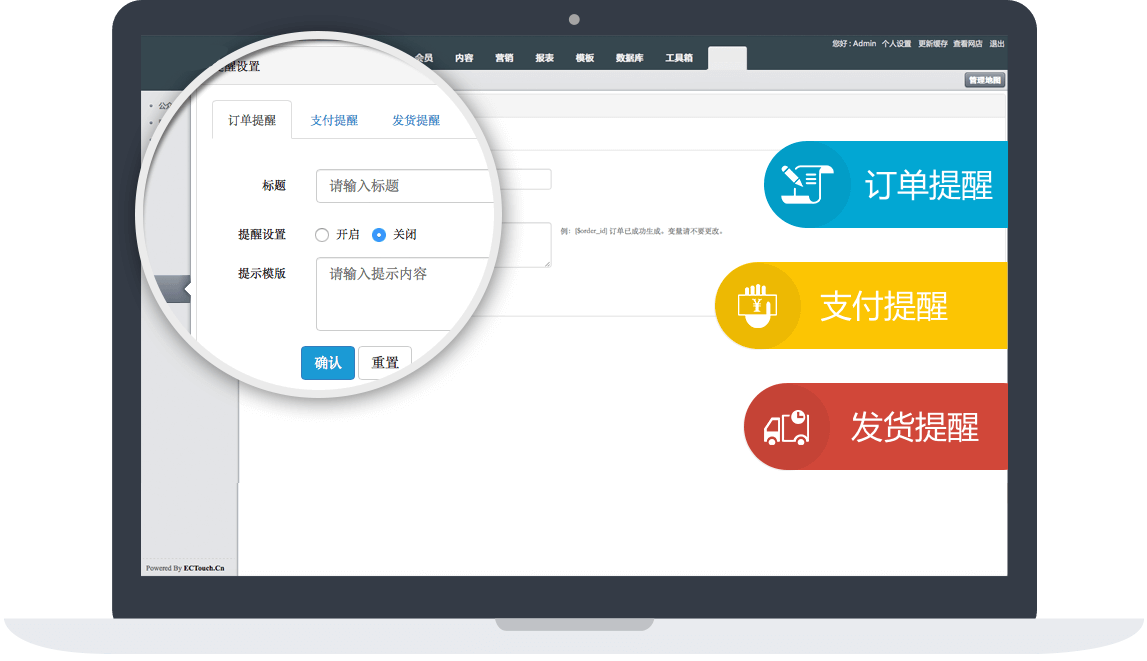 您好 : Admin 个人设置 更新缓存 查看网店 退出
会员 内容 营销 报表 模板 数据库 工具箱
提醒设置
管理地图
公众
订单提醒 支付提醒 发货提醒
标题 请输入标题
提醒设置 开启 关闭
例: {$order_id} 订单已成功生成。变量请不要更改。
提示模版 请输入提示内容
确认 重置
订单提醒
支付提醒
发货提醒
Powered By ECTouch.Cn